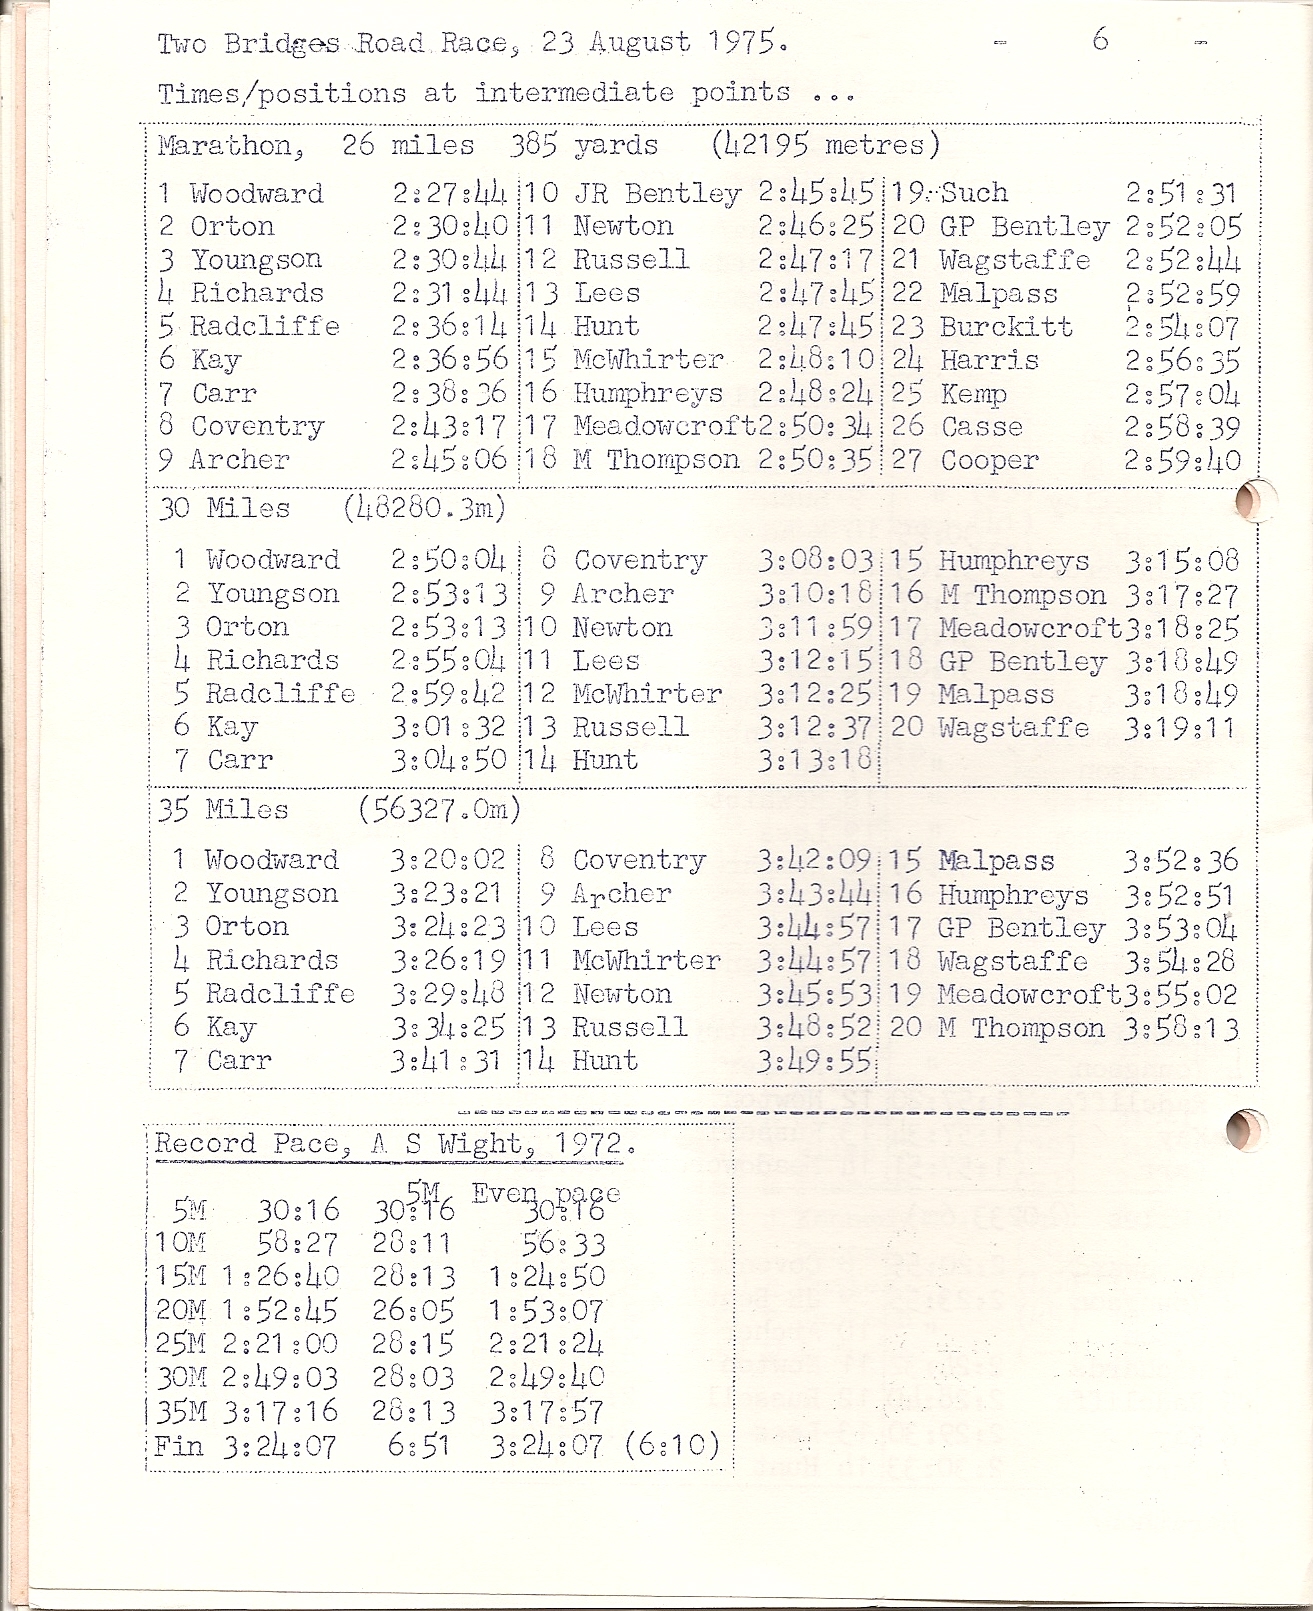 Two Bridges Road Race, 23 August 1975. - 6 -
Times/positions at intermediate points ...
Marathon, 26 miles 385 yards (42195 metres)
1 Woodward 2:27:44 10 JR Bentley 2:45:45 19 Such 2:51:31
2 Orton 2:30:40 11 Newton 2:46:25 20 GP Bentley 2:52:05
3 Youngson 2:30:44 12 Russell 2:47:17 21 Wagstaffe 2:52:44
4 Richards 2:31:44 13 Lees 2:47:45 22 Malpass 2:52:59
5 Radcliffe 2:36:14 14 Hunt 2:47:45 23 Burckitt 2:54:07
6 Kay 2:36:56 15 McWhirter 2:48:10 24 Harris 2:56:35
7 Carr 2:38:36 16 Humphreys 2:48:24 25 Kemp 2:57:04
8 Coventry 2:43:17 17 Meadowcroft 2:50:34 26 Casse 2:58:39
9 Archer 2:45:06 18 M Thompson 2:50:35 27 Cooper 2:59:40
30 Miles (48280.3m)
1 Woodward 2:50:04 8 Coventry 3:08:03 15 Humphreys 3:15:08
2 Youngson 2:53:13 9 Archer 3:10:18 16 M Thompson 3:17:27
3 Orton 2:53:13 10 Newton 3:11:59 17 Meadowcroft 3:18:25
4 Richards 2:55:04 11 Lees 3:12:15 18 GP Bentley 3:18:49
5 Radcliffe 2:59:42 12 McWhirter 3:12:25 19 Malpass 3:18:49
6 Kay 3:01:32 13 Russell 3:12:37 20 Wagstaffe 3:19:11
7 Carr 3:04:50 14 Hunt 3:13:18
35 Miles (56327.0m)
1 Woodward 3:20:02 8 Coventry 3:42:09 15 Malpass 3:52:36
2 Youngson 3:23:21 9 Archer 3:43:44 16 Humphreys 3:52:51
3 Orton 3:24:23 10 Lees 3:44:57 17 GP Bentley 3:53:04
4 Richards 3:26:19 11 McWhirter 3:44:57 18 Wagstaffe 3:54:28
5 Radcliffe 3:29:48 12 Newton 3:45:53 19 Meadowcroft 3:55:02
6 Kay 3:34:25 13 Russell 3:48:52 20 M Thompson 3:58:13
7 Carr 3:41:31 14 Hunt 3:49:55
Record Pace, A S Wight, 1972.
5M Even pace
5M 30:16 30:16 30:16
10M 58:27 28:11 56:33
15M 1:26:40 28:13 1:24:50
20M 1:52:45 26:05 1:53:07
25M 2:21:00 28:15 2:21:24
30M 2:49:03 28:03 2:49:40
35M 3:17:16 28:13 3:17:57
Fin 3:24:07 6:51 3:24:07 (6:10)